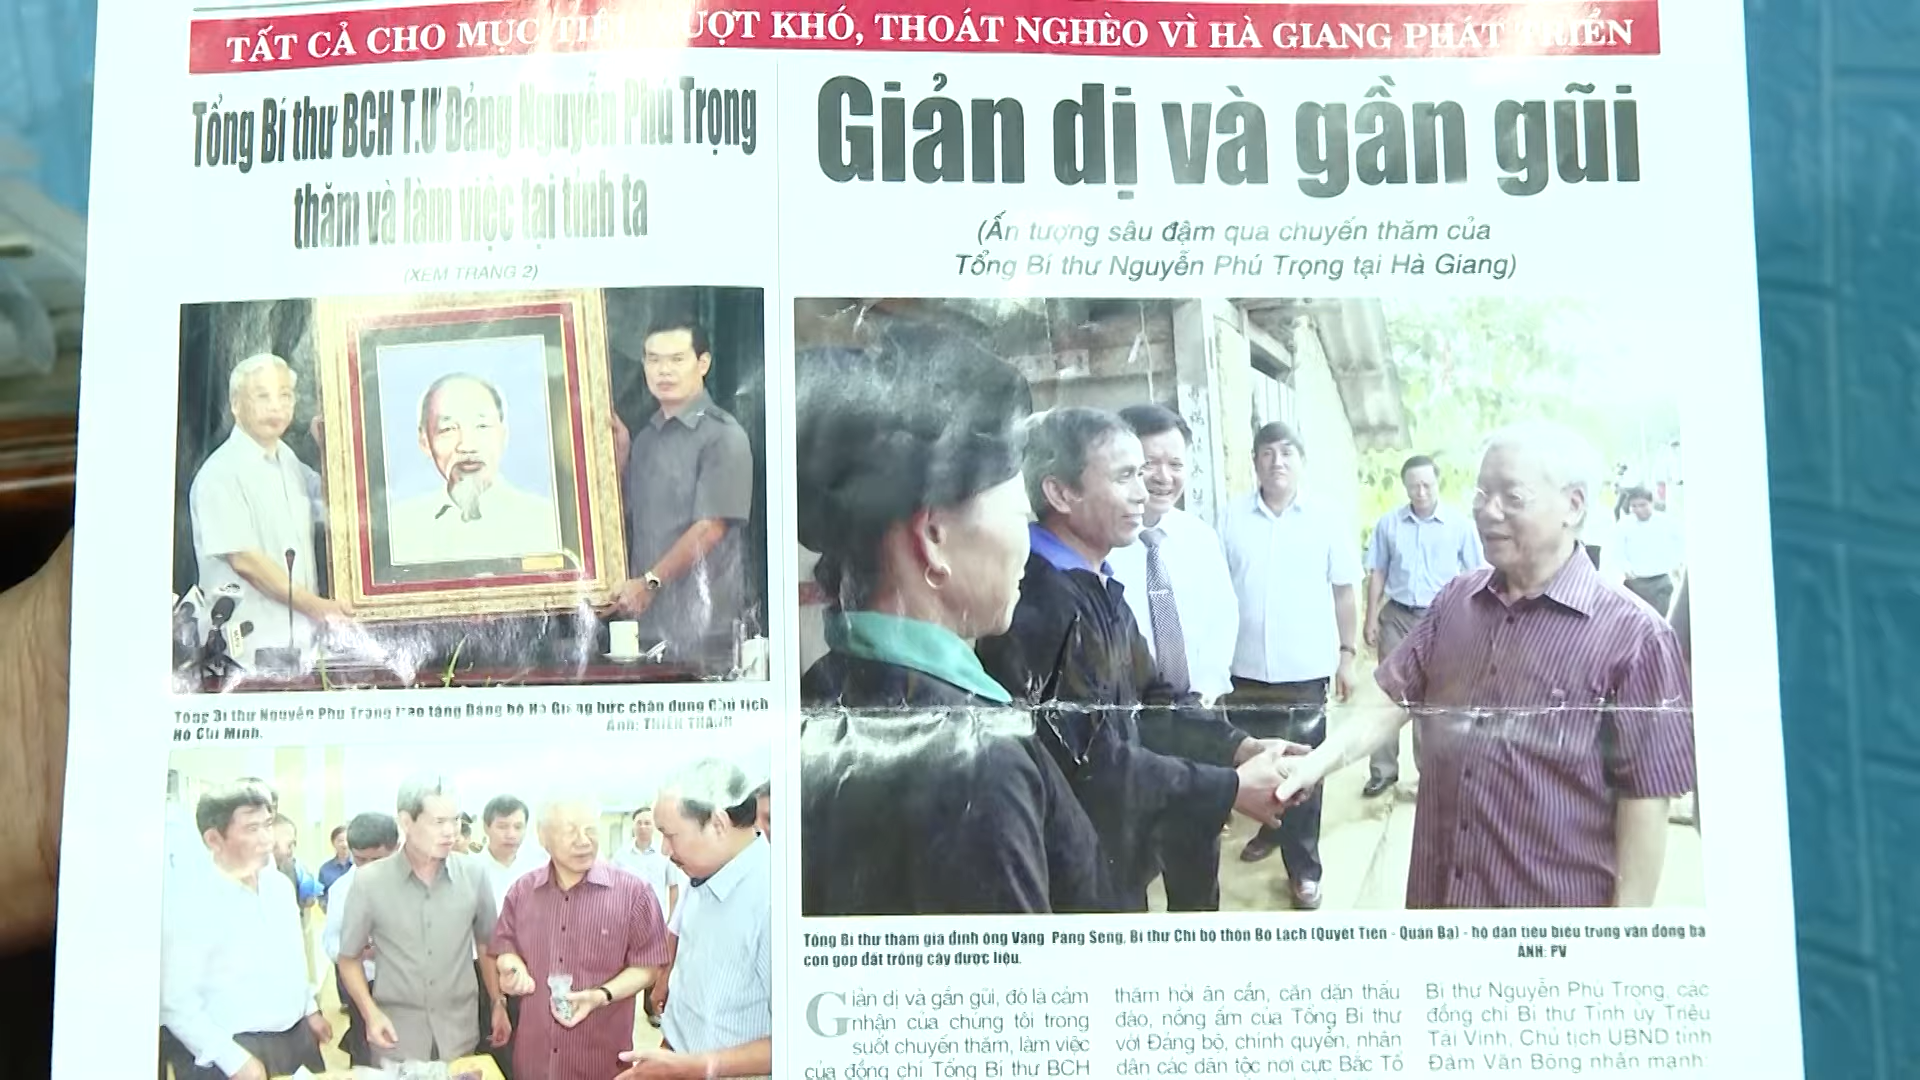 TẤT CẢ CHO MỤC TIÊU VƯỢT KHÓ, THOÁT NGHÈO VÌ HÀ GIANG PHÁT TRIỂN
Tổng Bí thư BCH T.Ư Đảng Nguyễn Phú Trọng
thăm và làm việc tại tỉnh ta
(XEM TRANG 2)
Tổng Bí thư Nguyễn Phú Trọng trao tặng Đảng bộ Hà Giang bức chân dung Chủ tịch
Hồ Chí Minh.
Ảnh: THIÊN THANH
Giản dị và gần gũi
(Ấn tượng sâu đậm qua chuyến thăm của
Tổng Bí thư Nguyễn Phú Trọng tại Hà Giang)
Tổng Bí thư thăm gia đình ông Vàng Pàng Sèng, Bí thư Chi bộ thôn Bó Lách (Quyết Tiến - Quản Bạ) - hộ dân tiêu biểu trong vận động bà
con góp đất trồng cây dược liệu.
ẢNH: PV
Giản dị và gần gũi, đó là cảm
nhận của chúng tôi trong
suốt chuyến thăm, làm việc
của đồng chí Tổng Bí thư BCH
thăm hỏi ân cần, căn dặn thấu
đáo, nồng ấm của Tổng Bí thư
với Đảng bộ, chính quyền, nhân
dân các dân tộc nơi cực Bắc Tổ
Bí thư Nguyễn Phú Trọng, các
đồng chí Bí thư Tỉnh ủy Triệu
Tài Vinh, Chủ tịch UBND tỉnh
Đàm Văn Bông nhấn mạnh: